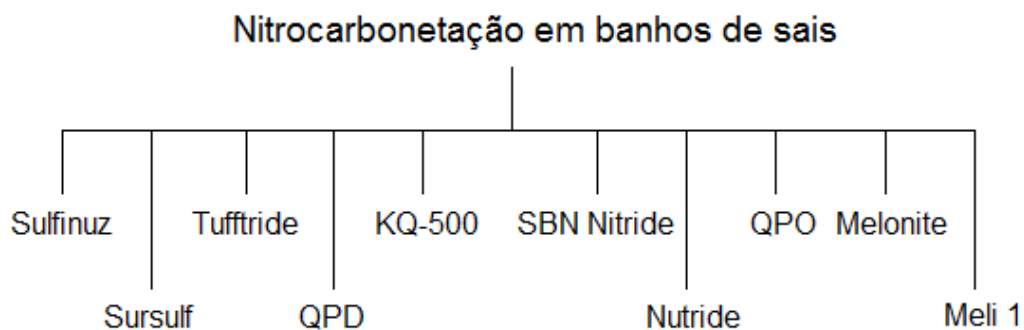 Nitrocarbonetação em banhos de sais
Sulfinuz
Tufftride
KQ-500
SBN Nitride
QPO
Melonite
Sursulf
QPD
Nutride
Meli 1